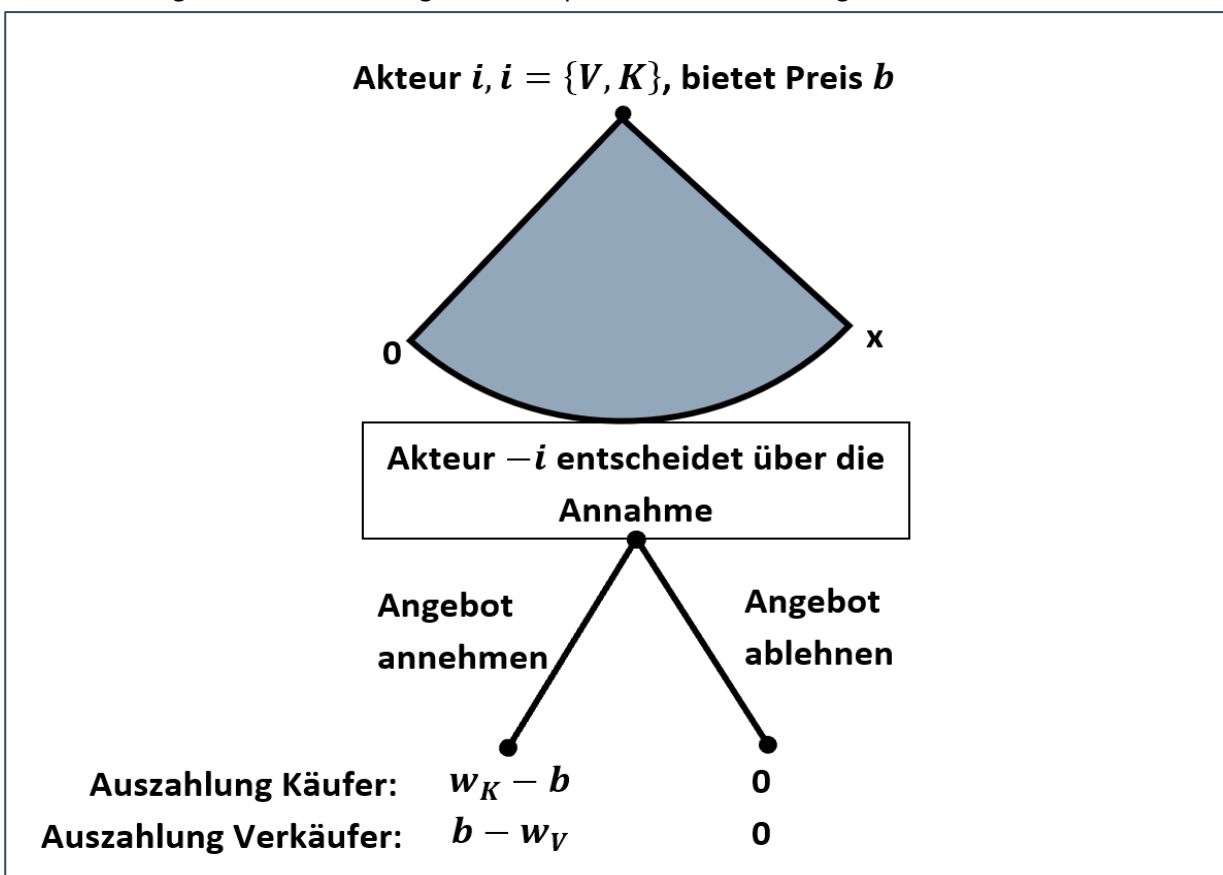 Akteur i, i = {V, K}, bietet Preis b
0
x
Akteur −i entscheidet über die
Annahme
Angebot
annehmen
Angebot
ablehnen
Auszahlung Käufer: w_K − b 0
Auszahlung Verkäufer: b − w_V 0